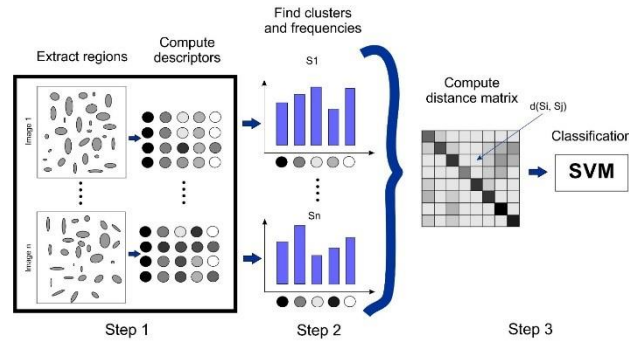 Extract regions
Compute
descriptors
Find clusters
and frequencies
Image 1
Image n
S1
Sn
Compute
distance matrix
d(Si, Sj)
Classification
SVM
Step 1
Step 2
Step 3